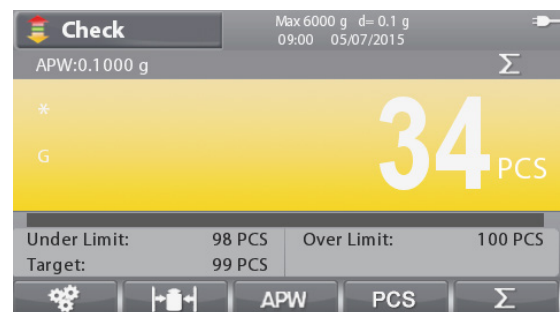 Check
Max 6000 g d= 0.1 g
09:00 05/07/2015
APW:0.1000 g Σ
*
G
34 PCS
Under Limit: 98 PCS Over Limit: 100 PCS
Target: 99 PCS
APW PCS Σ